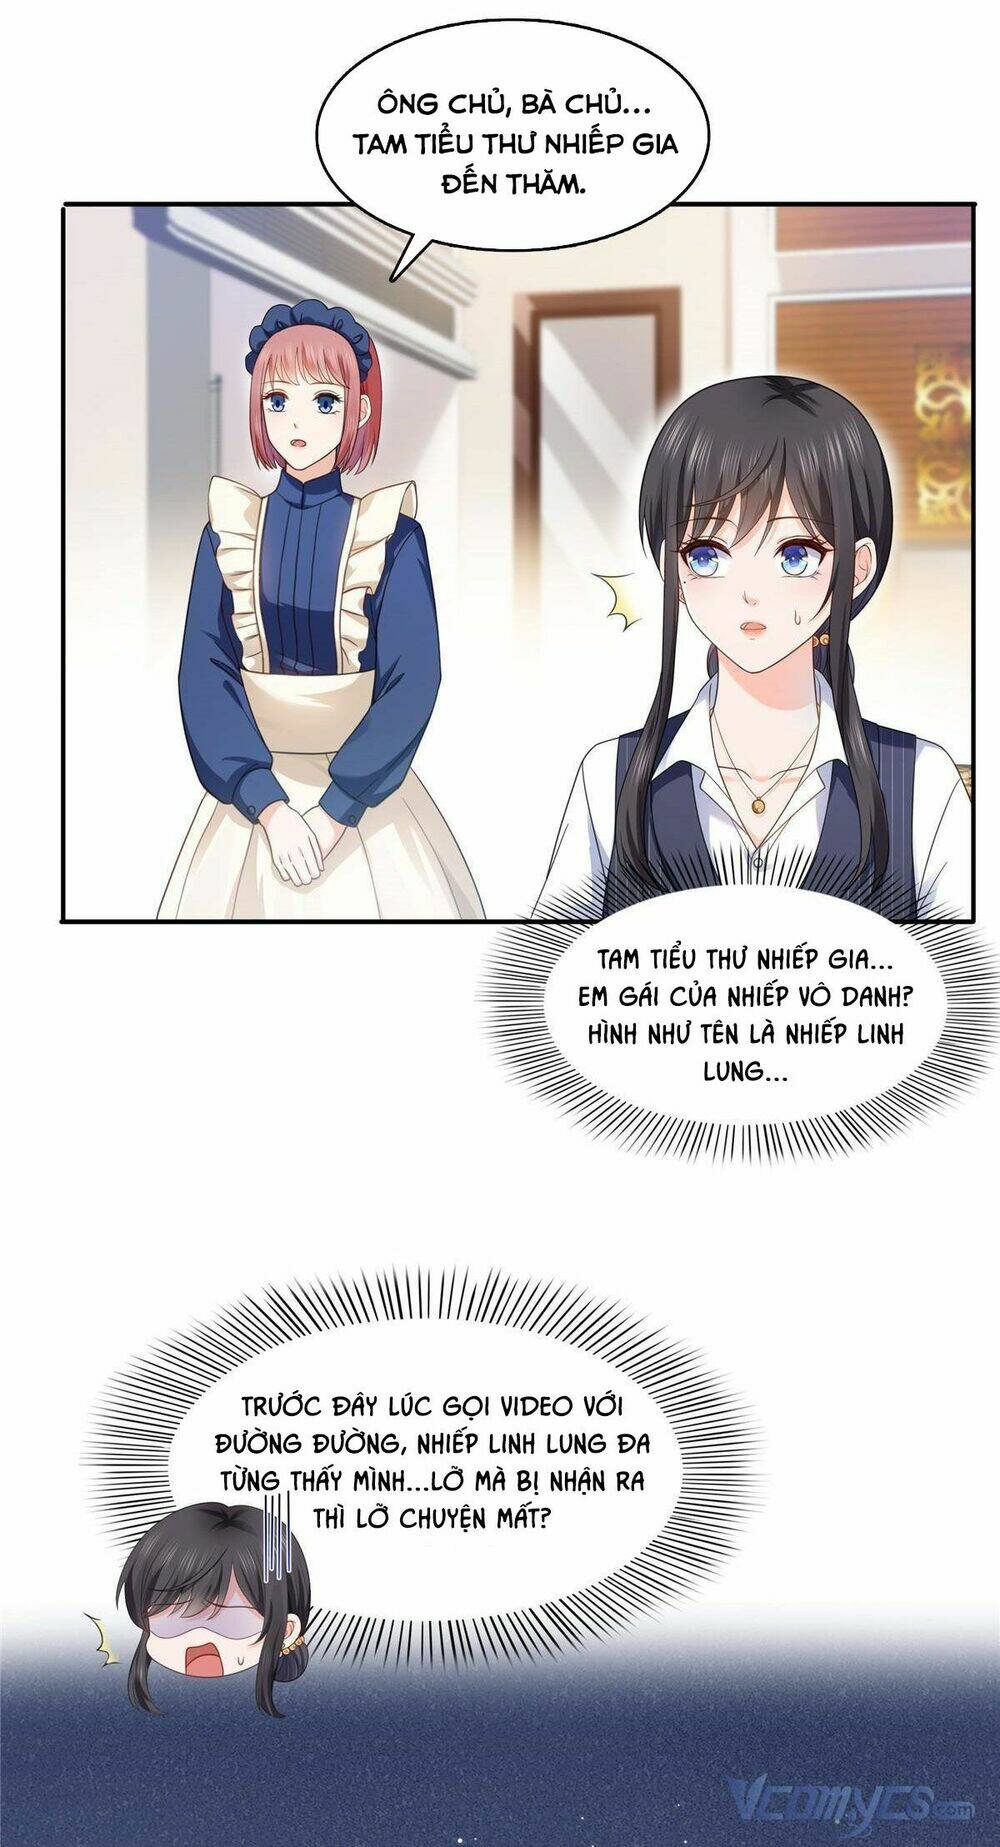 ÔNG CHỦ, BÀ CHỦ...
TAM TIỂU THƯ NHIẾP GIA
ĐẾN THĂM.
TAM TIỂU THƯ NHIẾP GIA...
EM GÁI CỦA NHIẾP VÔ DANH?
HÌNH NHƯ TÊN LÀ NHIẾP LINH
LUNG...
TRƯỚC ĐÂY LÚC GỌI VIDEO VỚI
ĐƯỜNG ĐƯỜNG, NHIẾP LINH LUNG ĐA
TỪNG THẤY MÌNH...LỠ MÀ BỊ NHẬN RA
THÌ LỠ CHUYỆN MẤT?
VCOMYCS.COM